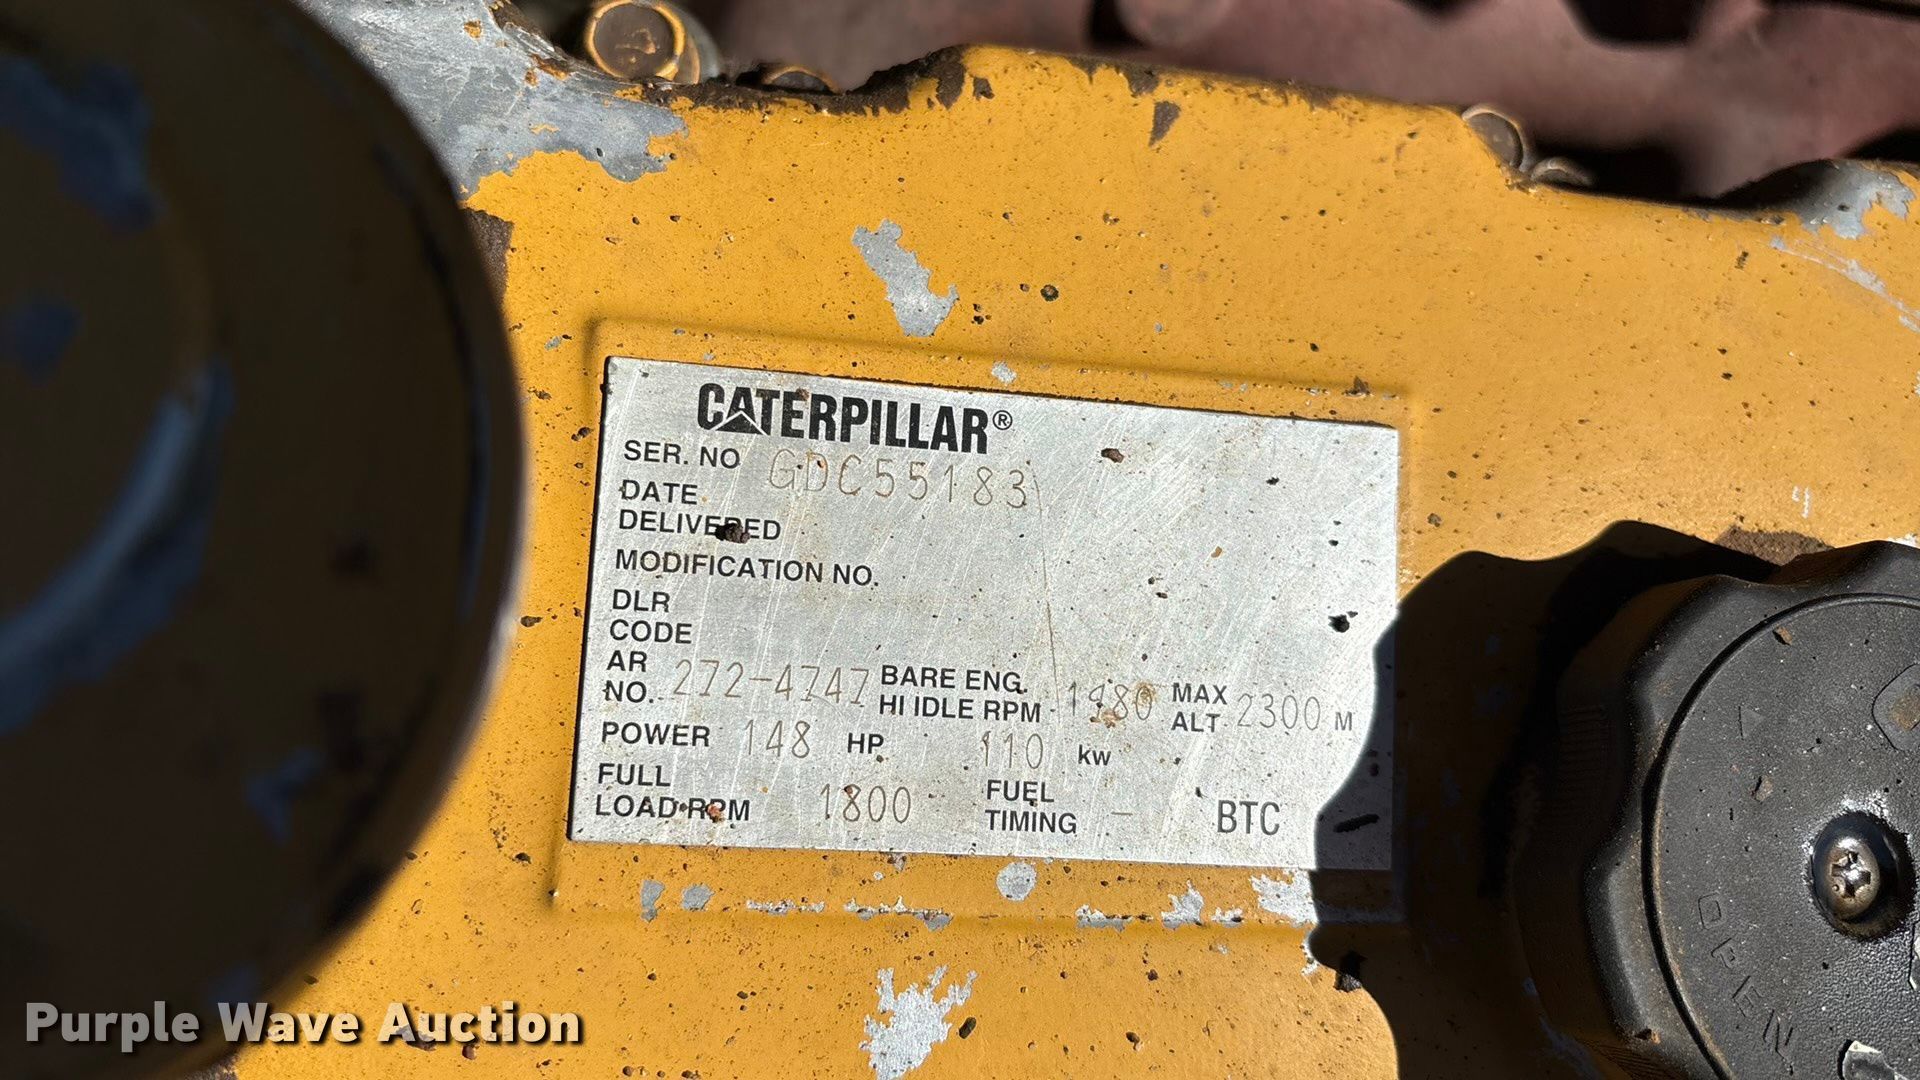 CATERPILLAR®
SER. NO GDC55183
DATE
DELIVERED
MODIFICATION NO.
DLR
CODE
AR
NO. 272-4747 BARE ENG.
HI IDLE RPM 1980 MAX
ALT 2300 M
POWER 148 HP 110 kw
FULL
LOAD RPM 1800 FUEL
TIMING - BTC
OPEN
Purple Wave Auction